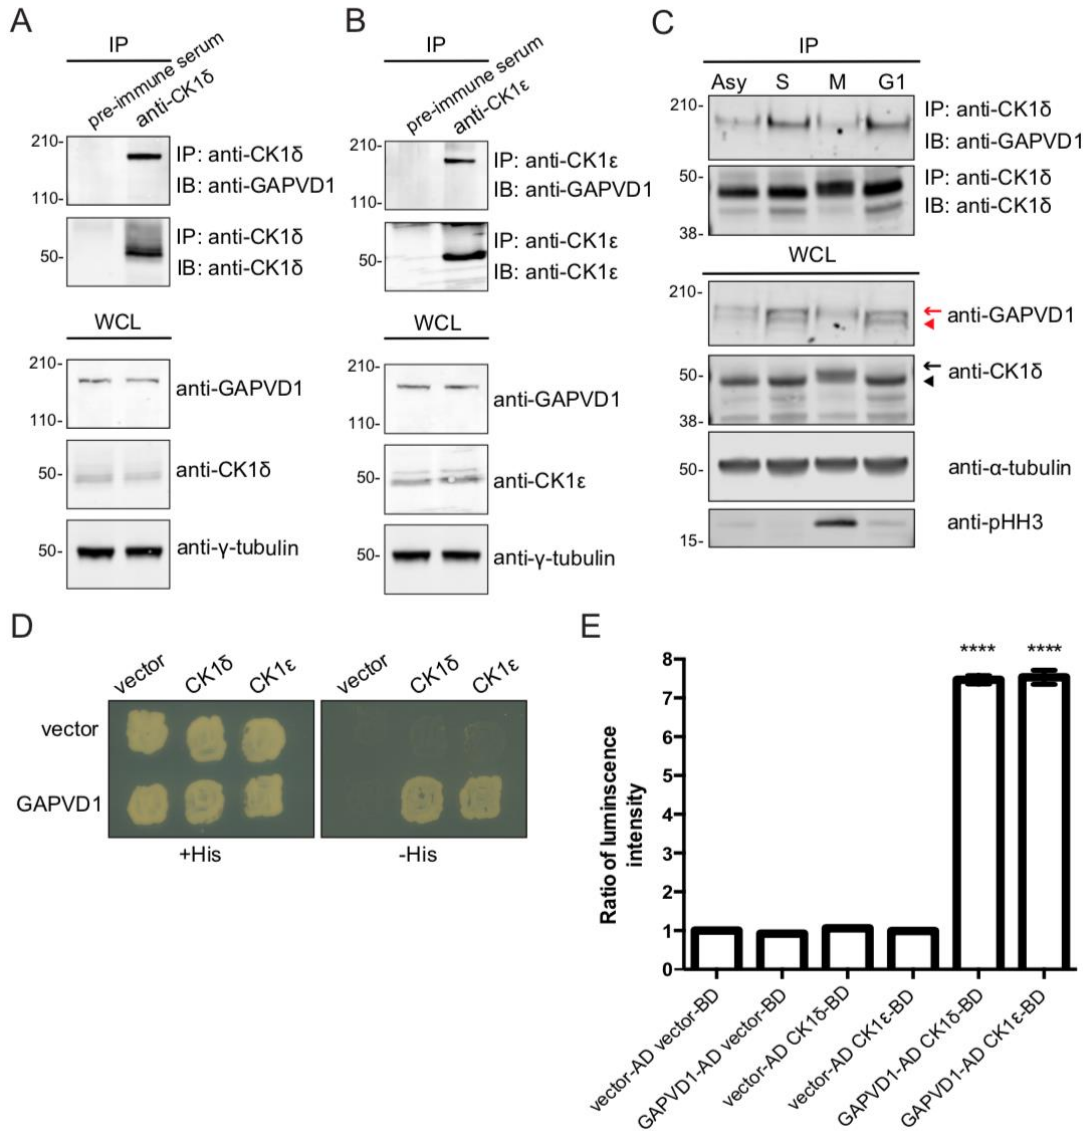 A
IP
pre-immune serum
anti-CK1δ
210-
110-
IP: anti-CK1δ
IB: anti-GAPVD1
50-
IP: anti-CK1δ
IB: anti-CK1δ
WCL
210-
110-
anti-GAPVD1
50-
anti-CK1δ
50-
anti-γ-tubulin
B
IP
pre-immune serum
anti-CK1ε
210-
110-
IP: anti-CK1ε
IB: anti-GAPVD1
50-
IP: anti-CK1ε
IB: anti-CK1ε
WCL
210-
110-
anti-GAPVD1
50-
anti-CK1ε
50-
anti-γ-tubulin
C
IP
Asy S M G1
210-
IP: anti-CK1δ
IB: anti-GAPVD1
50-
38-
IP: anti-CK1δ
IB: anti-CK1δ
WCL
210-
anti-GAPVD1
50-
38-
anti-CK1δ
50-
anti-α-tubulin
15-
anti-pHH3
D
vector CK1δ CK1ε vector CK1δ CK1ε
vector
GAPVD1
+His -His
E
**** ****
8
7
6
5
4
3
2
1
0
Ratio of luminscence
intensity
vector-AD vector-BD
GAPVD1-AD vector-BD
vector-AD CK1δ-BD
vector-AD CK1ε-BD
GAPVD1-AD CK1δ-BD
GAPVD1-AD CK1ε-BD